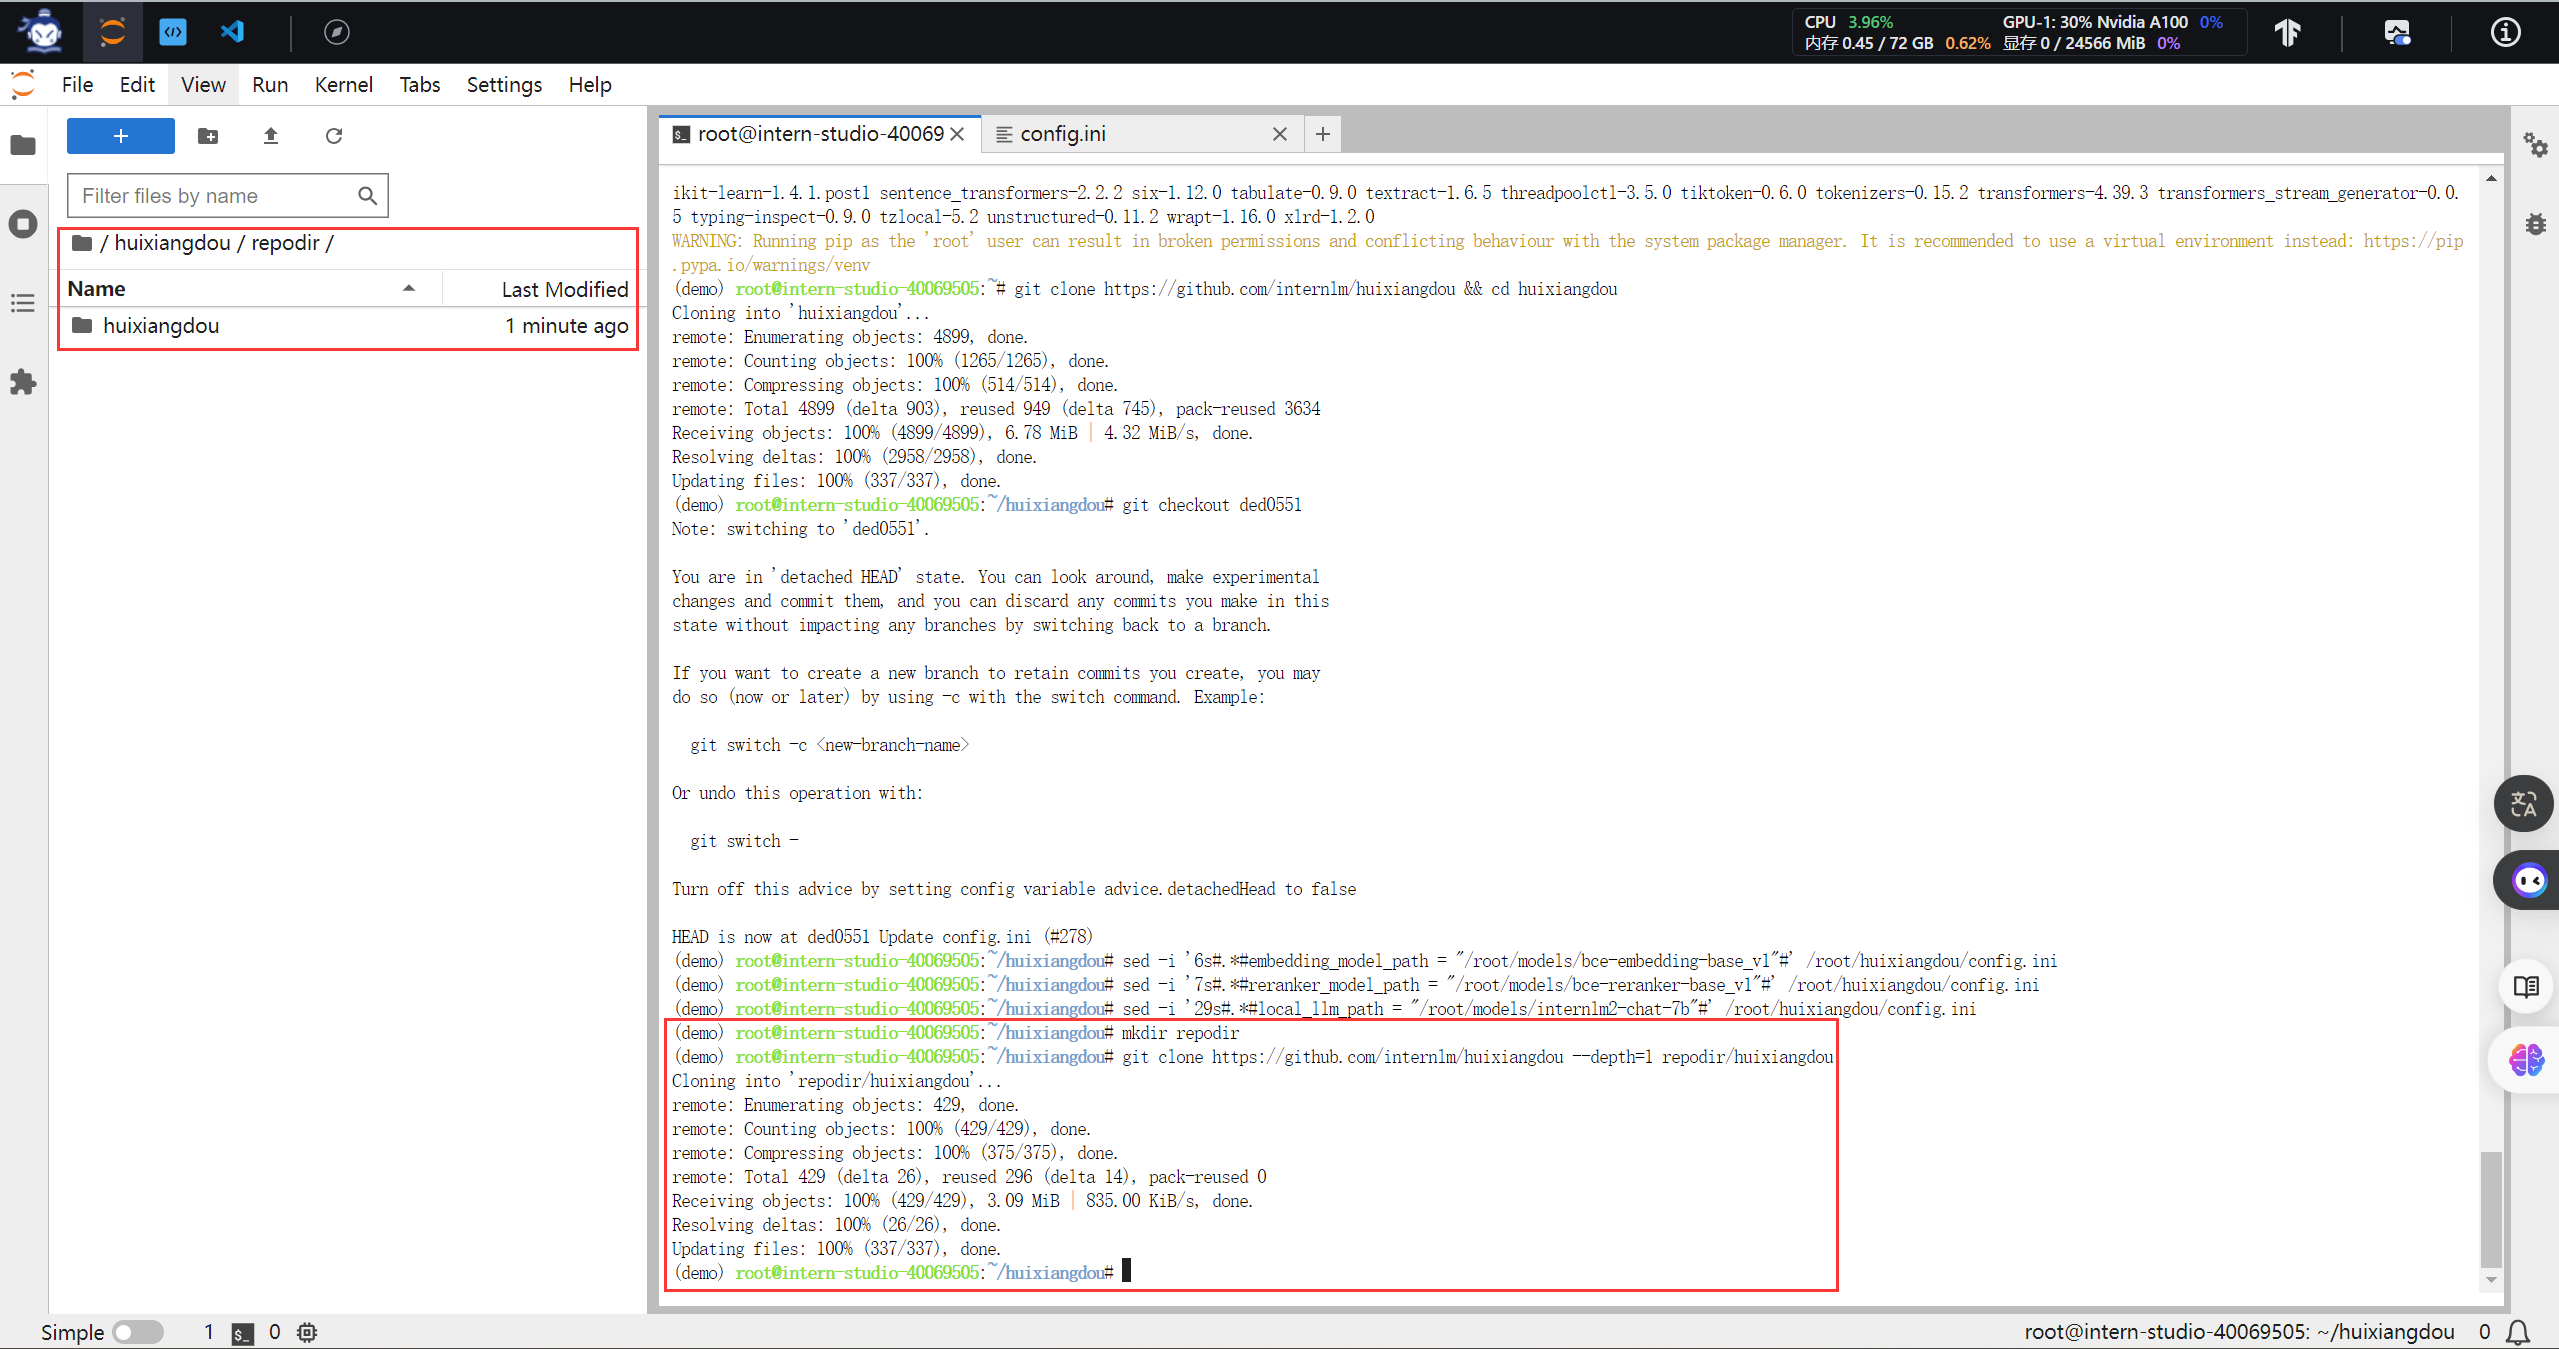 CPU 3.96% GPU-1: 30% Nvidia A100 0%
内存 0.45 / 72 GB 0.62% 显存 0 / 24566 MiB 0%
File Edit View Run Kernel Tabs Settings Help
root@intern-studio-40069 config.ini
Filter files by name
/ huixiangdou / repodir /
Name Last Modified
huixiangdou 1 minute ago
ikit-learn-1.4.1.post1 sentence_transformers-2.2.2 six-1.12.0 tabulate-0.9.0 textract-1.6.5 threadpoolctl-3.5.0 tiktoken-0.6.0 tokenizers-0.15.2 transformers-4.39.3 transformers_stream_generator-0.0.
5 typing-inspect-0.9.0 tzlocal-5.2 unstructured-0.11.2 wrapt-1.16.0 xlrd-1.2.0
WARNING: Running pip as the 'root' user can result in broken permissions and conflicting behaviour with the system package manager. It is recommended to use a virtual environment instead: https://pip
.pypa.io/warnings/venv
(demo) root@intern-studio-40069505:~# git clone https://github.com/internlm/huixiangdou && cd huixiangdou
Cloning into 'huixiangdou'...
remote: Enumerating objects: 4899, done.
remote: Counting objects: 100% (1265/1265), done.
remote: Compressing objects: 100% (514/514), done.
remote: Total 4899 (delta 903), reused 949 (delta 745), pack-reused 3634
Receiving objects: 100% (4899/4899), 6.78 MiB | 4.32 MiB/s, done.
Resolving deltas: 100% (2958/2958), done.
Updating files: 100% (337/337), done.
(demo) root@intern-studio-40069505:~/huixiangdou# git checkout ded0551
Note: switching to 'ded0551'.
You are in 'detached HEAD' state. You can look around, make experimental
changes and commit them, and you can discard any commits you make in this
state without impacting any branches by switching back to a branch.
If you want to create a new branch to retain commits you create, you may
do so (now or later) by using -c with the switch command. Example:
git switch -c <new-branch-name>
Or undo this operation with:
git switch -
Turn off this advice by setting config variable advice.detachedHead to false
HEAD is now at ded0551 Update config.ini (#278)
(demo) root@intern-studio-40069505:~/huixiangdou# sed -i '6s#.*#embedding_model_path = "/root/models/bce-embedding-base_v1"#' /root/huixiangdou/config.ini
(demo) root@intern-studio-40069505:~/huixiangdou# sed -i '7s#.*#reranker_model_path = "/root/models/bce-reranker-base_v1"#' /root/huixiangdou/config.ini
(demo) root@intern-studio-40069505:~/huixiangdou# sed -i '29s#.*#local_llm_path = "/root/models/internlm2-chat-7b"#' /root/huixiangdou/config.ini
(demo) root@intern-studio-40069505:~/huixiangdou# mkdir repodir
(demo) root@intern-studio-40069505:~/huixiangdou# git clone https://github.com/internlm/huixiangdou --depth=1 repodir/huixiangdou
Cloning into 'repodir/huixiangdou'...
remote: Enumerating objects: 429, done.
remote: Counting objects: 100% (429/429), done.
remote: Compressing objects: 100% (375/375), done.
remote: Total 429 (delta 26), reused 296 (delta 14), pack-reused 0
Receiving objects: 100% (429/429), 3.09 MiB | 835.00 KiB/s, done.
Resolving deltas: 100% (26/26), done.
Updating files: 100% (337/337), done.
(demo) root@intern-studio-40069505:~/huixiangdou#
Simple 1 0 root@intern-studio-40069505: ~/huixiangdou 0